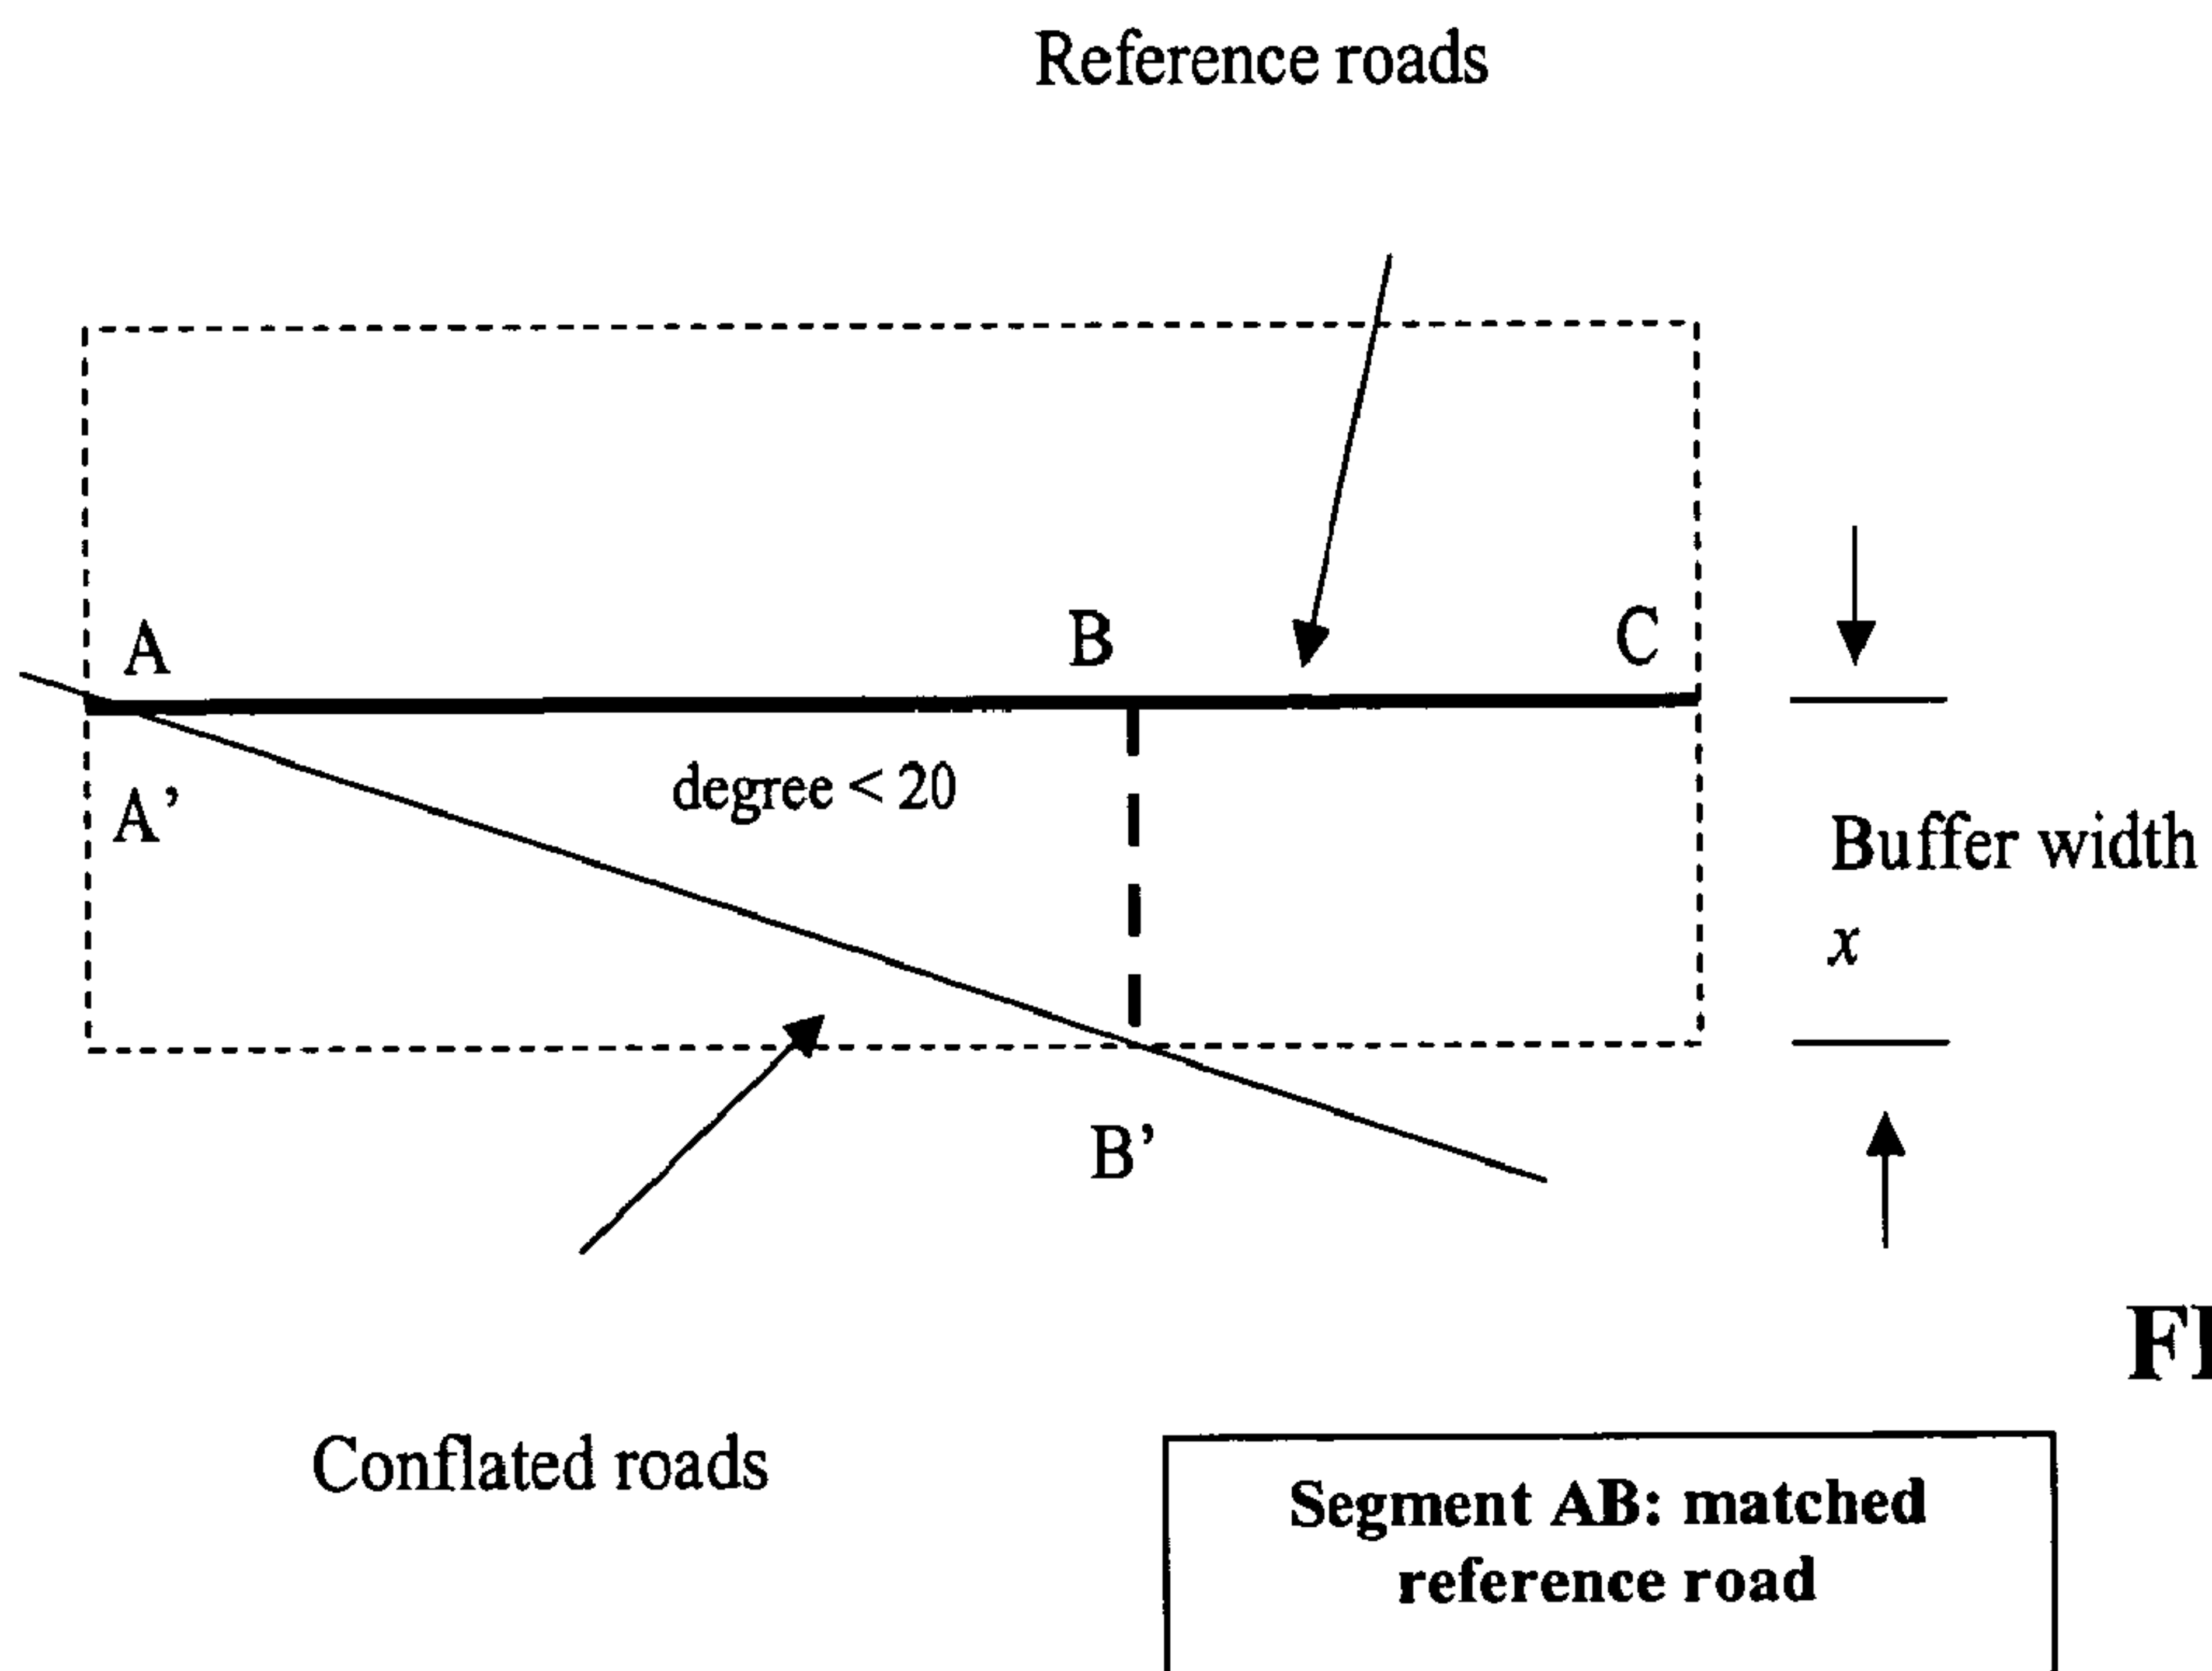 Reference roads
A
B
C
degree < 20
A’
Buffer width
x
B’
Conflated roads
Segment AB: matched
reference road